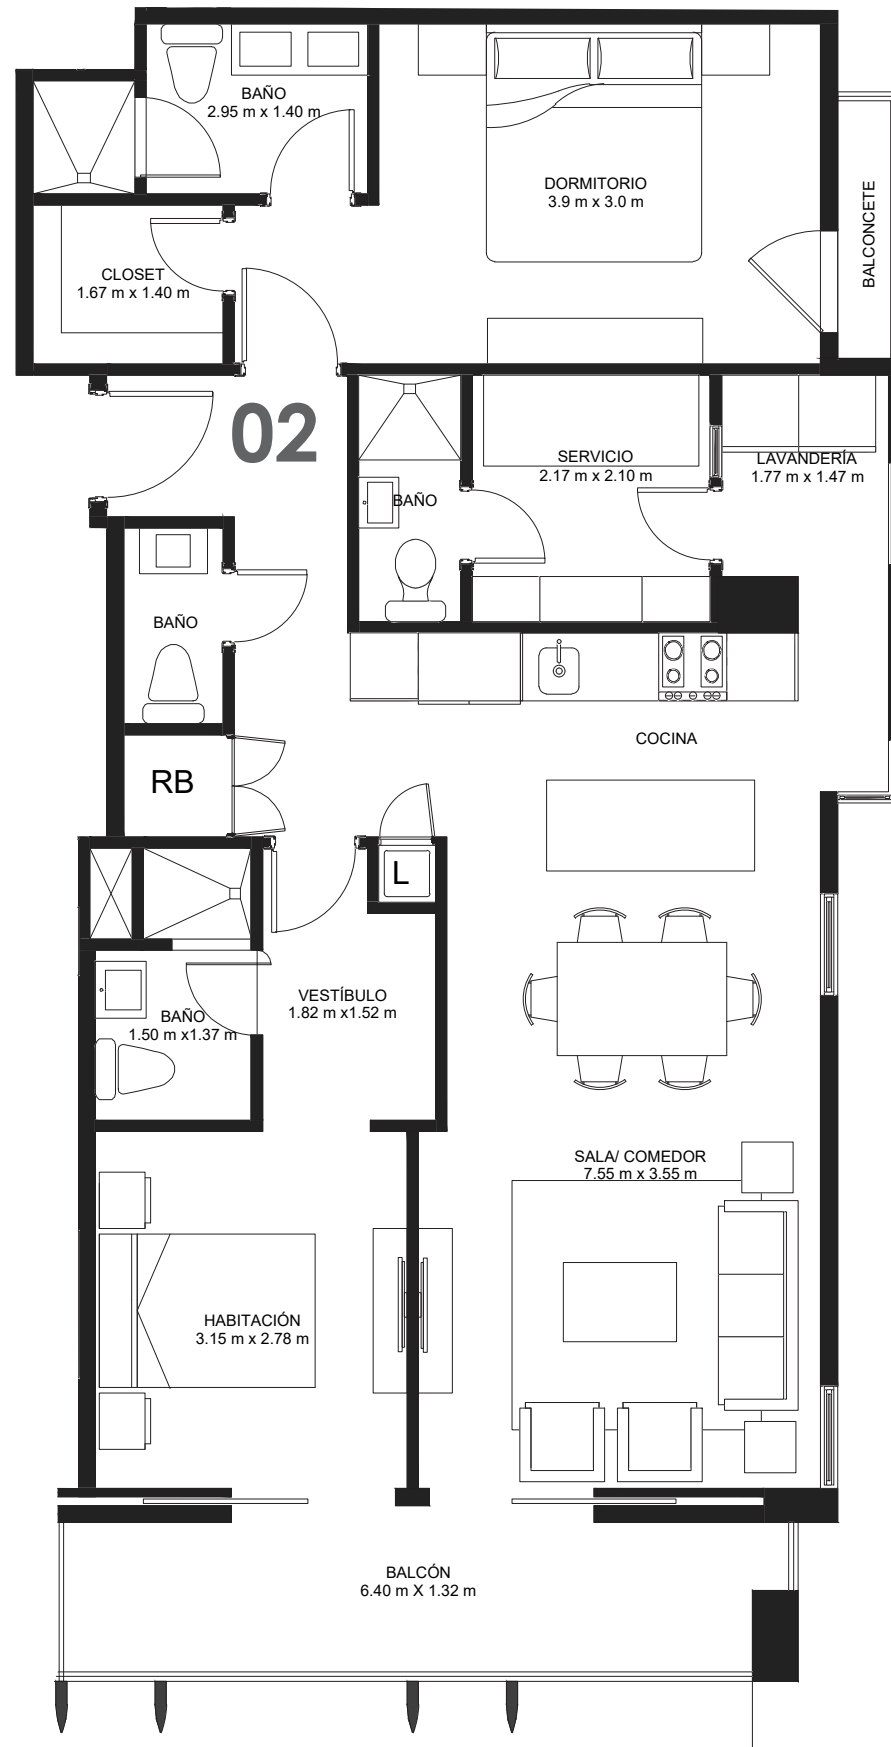 BAÑO
2.95 m x 1.40 m
DORMITORIO
3.9 m x 3.0 m
BALCONCETE
CLOSET
1.67 m x 1.40 m
02
SERVICIO
2.17 m x 2.10 m
LAVANDERÍA
1.77 m x 1.47 m
BAÑO
BAÑO
COCINA
RB
L
VESTÍBULO
1.82 m x1.52 m
BAÑO
1.50 m x1.37 m
SALA/ COMEDOR
7.55 m x 3.55 m
HABITACIÓN
3.15 m x 2.78 m
BALCÓN
6.40 m X 1.32 m